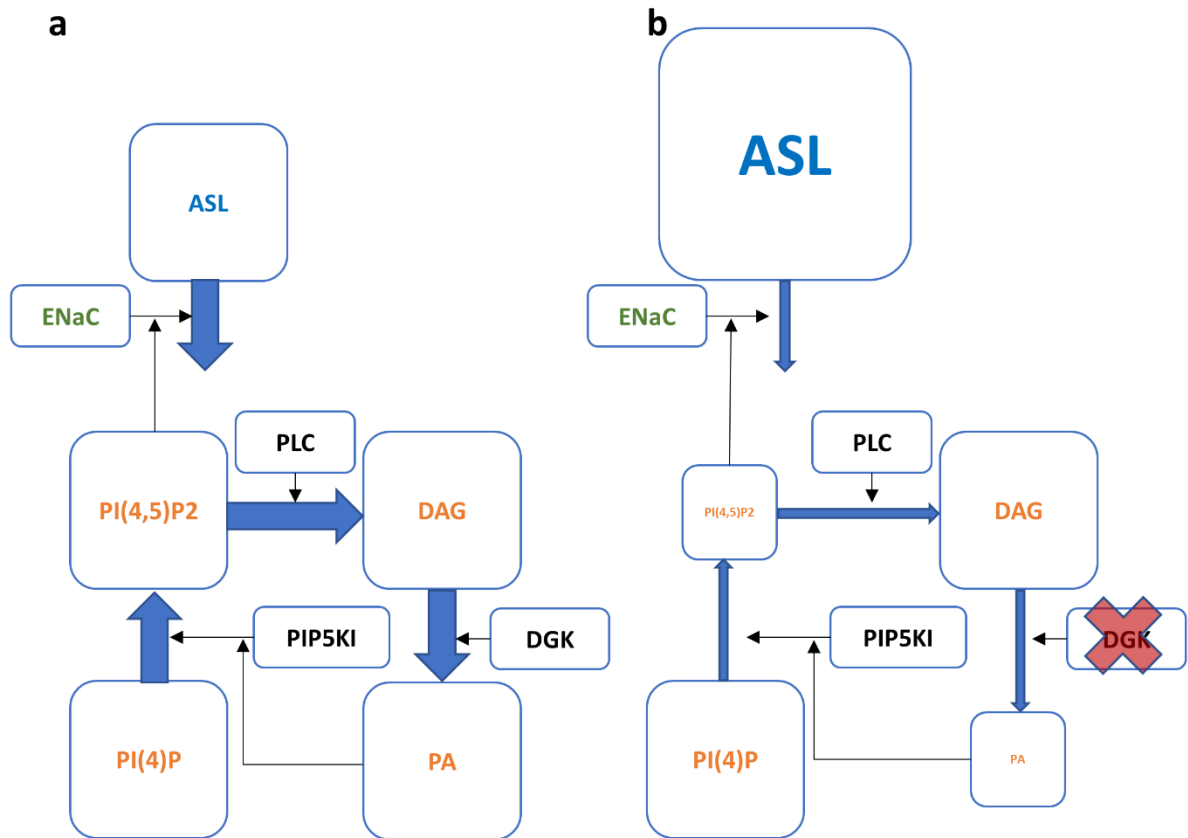 a
ASL
ENaC
PLC
PI(4,5)P2
DAG
PIP5KI
DGK
PI(4)P
PA
b
ASL
ENaC
PLC
PI(4,5)P2
DAG
PIP5KI
DGK
PI(4)P
PA